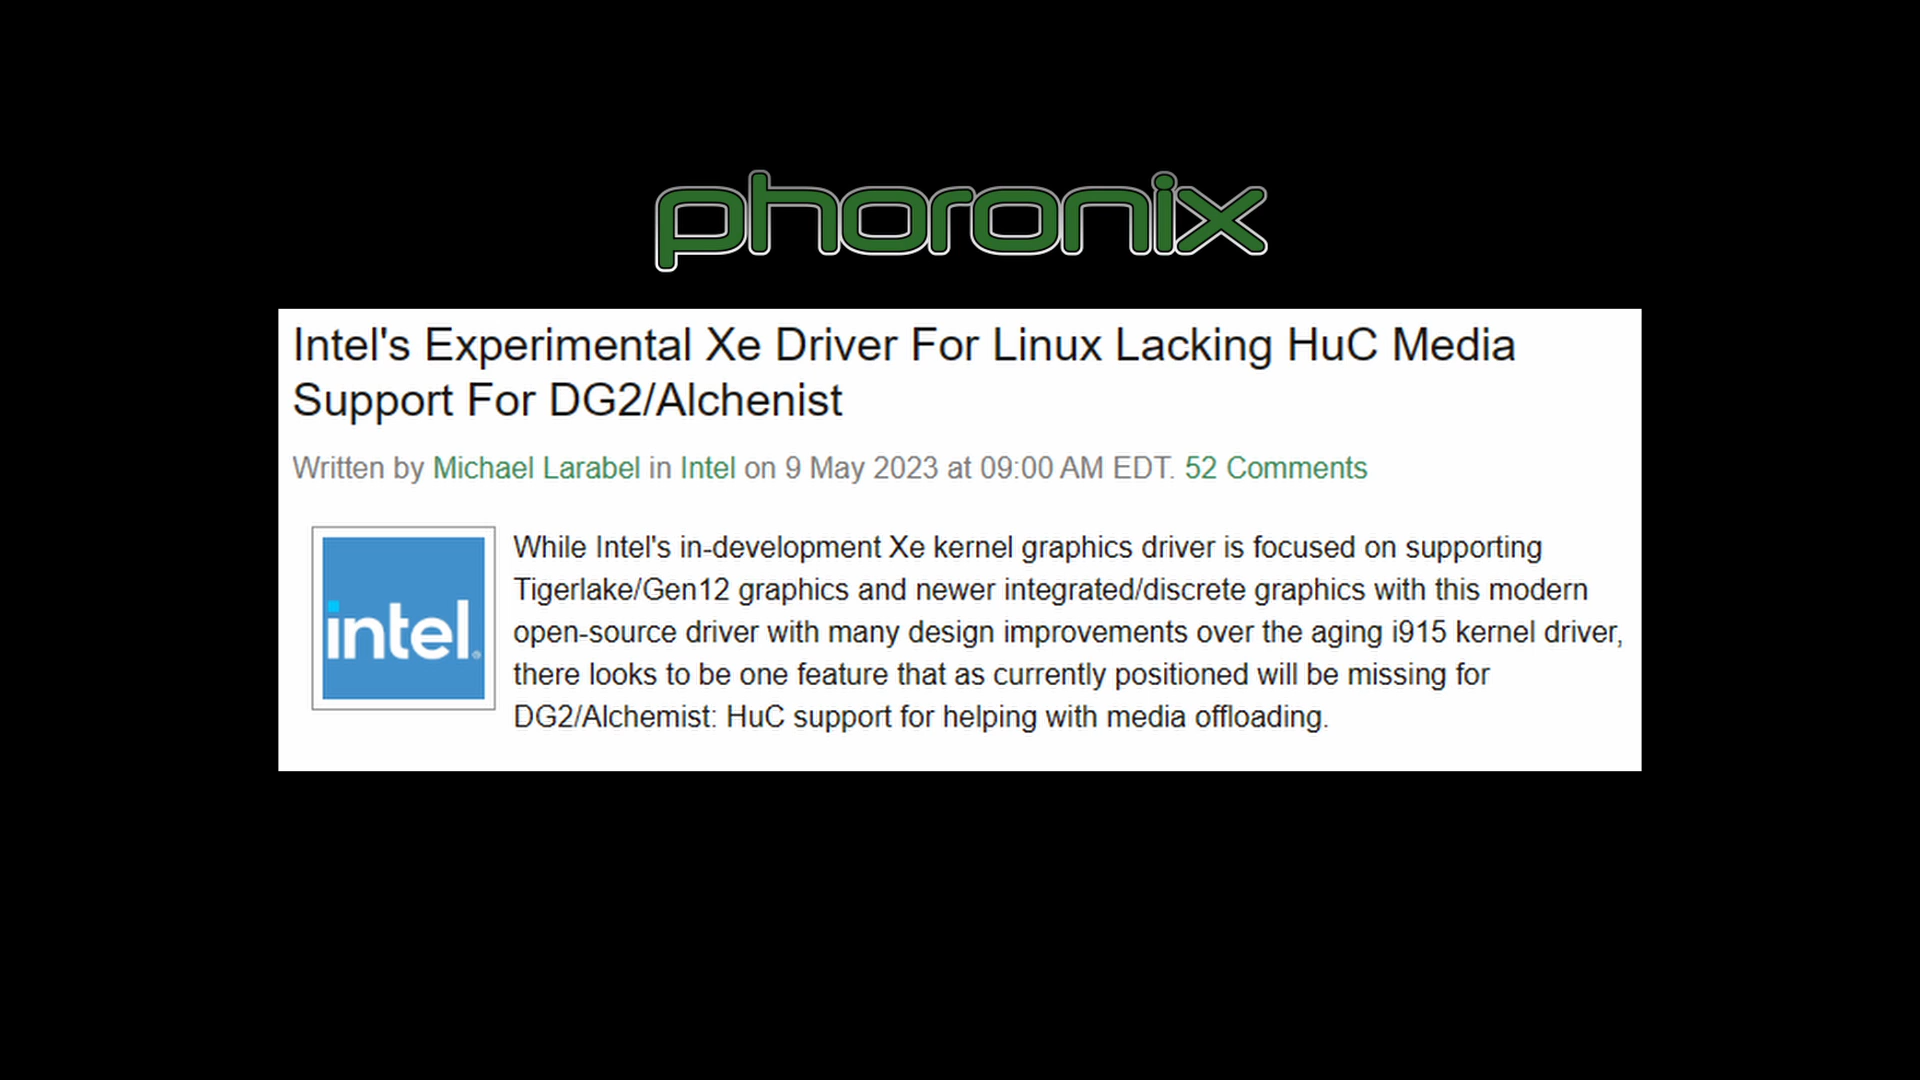 phoronix
Intel's Experimental Xe Driver For Linux Lacking HuC Media
Support For DG2/Alchenist
Written by Michael Larabel in Intel on 9 May 2023 at 09:00 AM EDT. 52 Comments
intel®
While Intel's in-development Xe kernel graphics driver is focused on supporting
Tigerlake/Gen12 graphics and newer integrated/discrete graphics with this modern
open-source driver with many design improvements over the aging i915 kernel driver,
there looks to be one feature that as currently positioned will be missing for
DG2/Alchemist: HuC support for helping with media offloading.